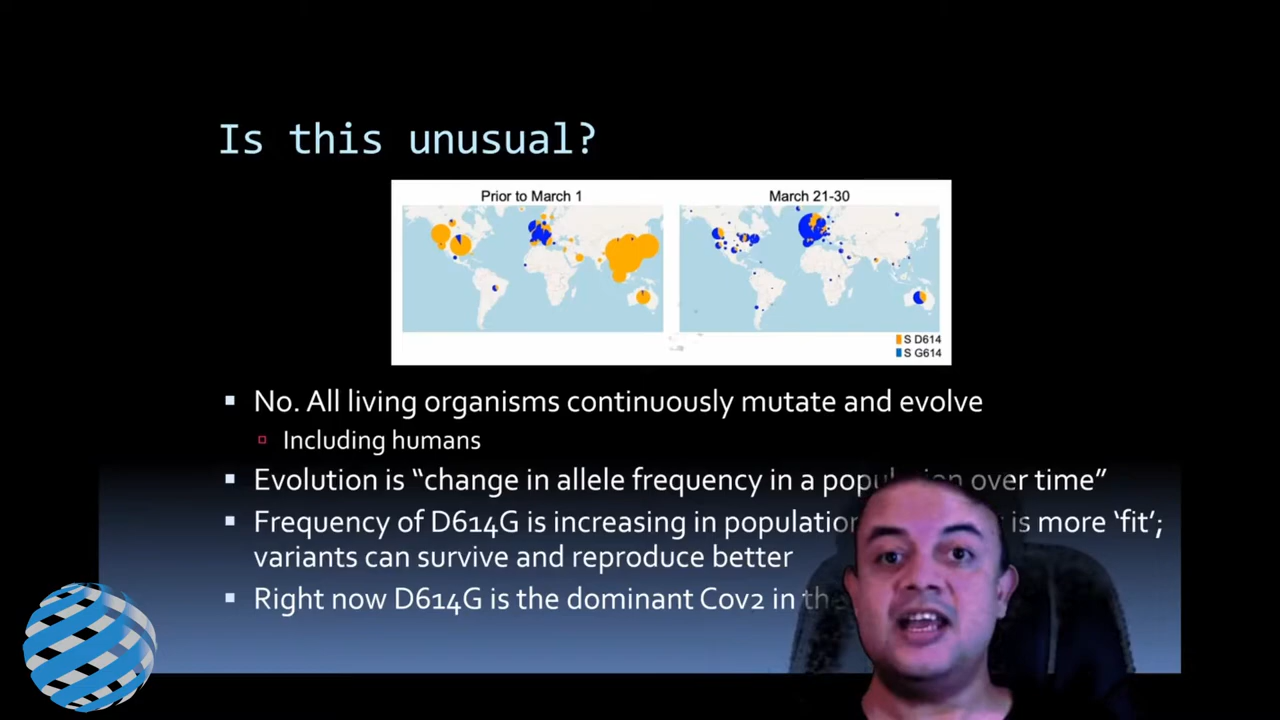 Is this unusual?
Prior to March 1
March 21-30
S D614
S G614
No. All living organisms continuously mutate and evolve
Including humans
Evolution is “change in allele frequency in a over time”
Frequency of D614G is increasing in is more ‘fit’;
variants can survive and reproduce better
Right now D614G is the dominant Cov2 in